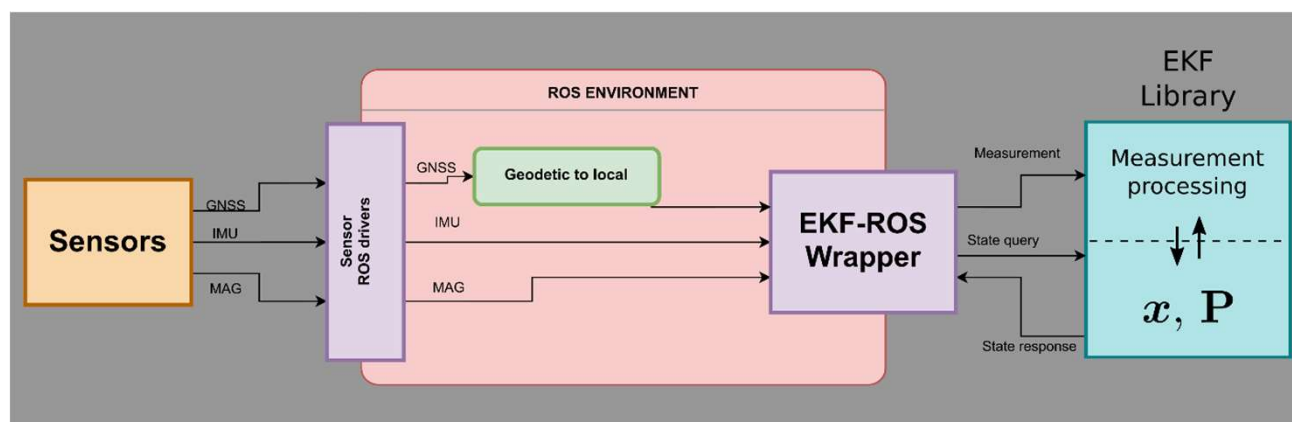 EKF
Library
ROS ENVIRONMENT
Sensors
GNSS
IMU
MAG
Sensor
ROS drivers
GNSS
IMU
MAG
Geodetic to local
EKF-ROS
Wrapper
Measurement
State query
State response
Measurement
processing
x, P